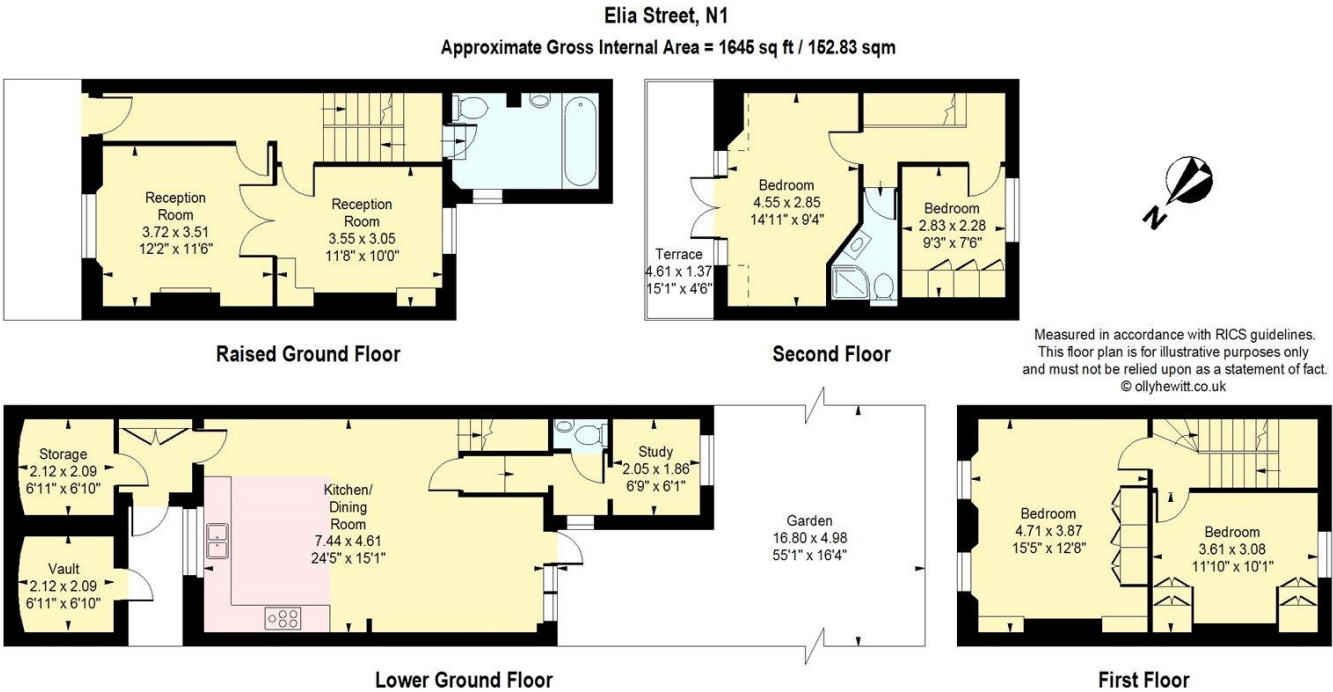 Elia Street, N1
Approximate Gross Internal Area = 1645 sq ft / 152.83 sqm
Reception
Room
3.72 x 3.51
12'2" x 11'6"
Reception
Room
3.55 x 3.05
11'8" x 10'0"
Raised Ground Floor
Terrace
4.61 x 1.37
15'1" x 4'6"
Bedroom
4.55 x 2.85
14'11" x 9'4"
Bedroom
2.83 x 2.28
9'3" x 7'6"
Second Floor
N
Measured in accordance with RICS guidelines.
This floor plan is for illustrative purposes only
and must not be relied upon as a statement of fact.
© ollyhewitt.co.uk
Storage
2.12 x 2.09
6'11" x 6'10"
Vault
2.12 x 2.09
6'11" x 6'10"
Kitchen/
Dining
Room
7.44 x 4.61
24'5" x 15'1"
Study
2.05 x 1.86
6'9" x 6'1"
Garden
16.80 x 4.98
55'1" x 16'4"
Lower Ground Floor
Bedroom
4.71 x 3.87
15'5" x 12'8"
Bedroom
3.61 x 3.08
11'10" x 10'1"
First Floor